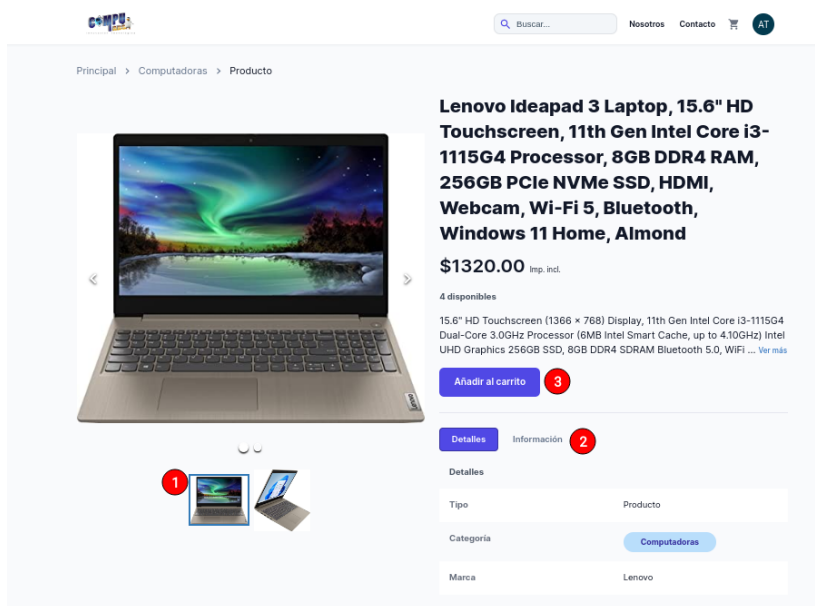 COMPU
Buscar...
Nosotros
Contacto
AT
Principal > Computadoras > Producto
Lenovo Ideapad 3 Laptop, 15.6" HD
Touchscreen, 11th Gen Intel Core i3-
1115G4 Processor, 8GB DDR4 RAM,
256GB PCIe NVMe SSD, HDMI,
Webcam, Wi-Fi 5, Bluetooth,
Windows 11 Home, Almond
$1320.00 Imp. incl.
4 disponibles
15.6" HD Touchscreen (1366 x 768) Display, 11th Gen Intel Core i3-1115G4
Dual-Core 3.0GHz Processor (6MB Intel Smart Cache, up to 4.10GHz) Intel
UHD Graphics 256GB SSD, 8GB DDR4 SDRAM Bluetooth 5.0, WiFi ... Ver más
Añadir al carrito
3
Detalles
Información
2
1
Detalles
Tipo
Producto
Categoría
Computadoras
Marca
Lenovo